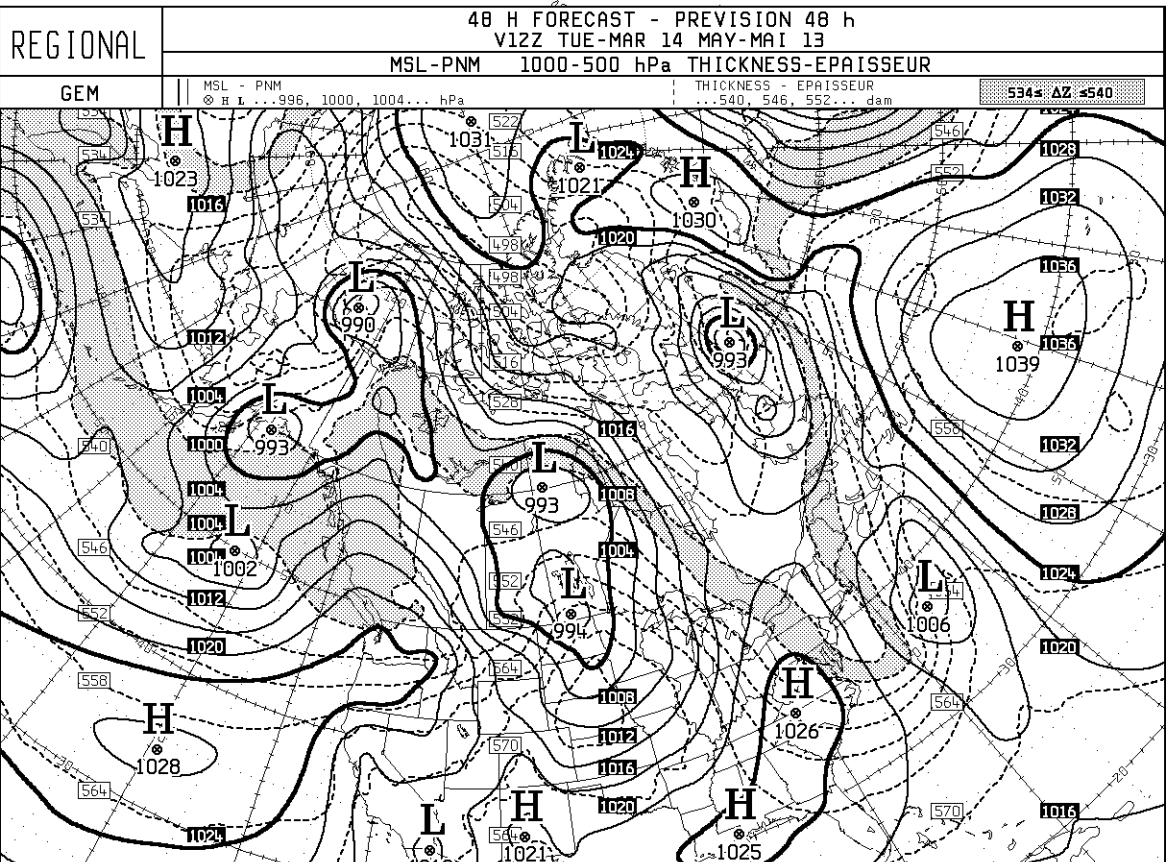 48 H FORECAST - PREVISION 48 h
REGIONAL
V12Z TUE-MAR 14 MAY-MAI 13
MSL-PNM 1000-500 hPa THICKNESS-EPAISSEUR
GEM
MSL - PNM
⊗ H L ...996, 1000, 1004... hPa
THICKNESS - EPAISSEUR
...540, 546, 552... dam
534≤ ΔZ ≤540
H
1023
1031
522
516
L
1021
1024
H
1030
546
1028
534
552
1032
1016
504
498
1020
1036
498
504
L
990
L
993
H
1039
1036
1012
516
528
1004
L
993
1000
540
1016
556
1032
L
993
1008
1004
1028
546
L
1002
1004
1004
546
1004
1024
552
1012
552
L
994
L
1006
1020
1020
564
558
H
1028
1008
H
1026
564
570
1012
1016
564
1020
570
1016
1024
L
H
1021
564
H
1025